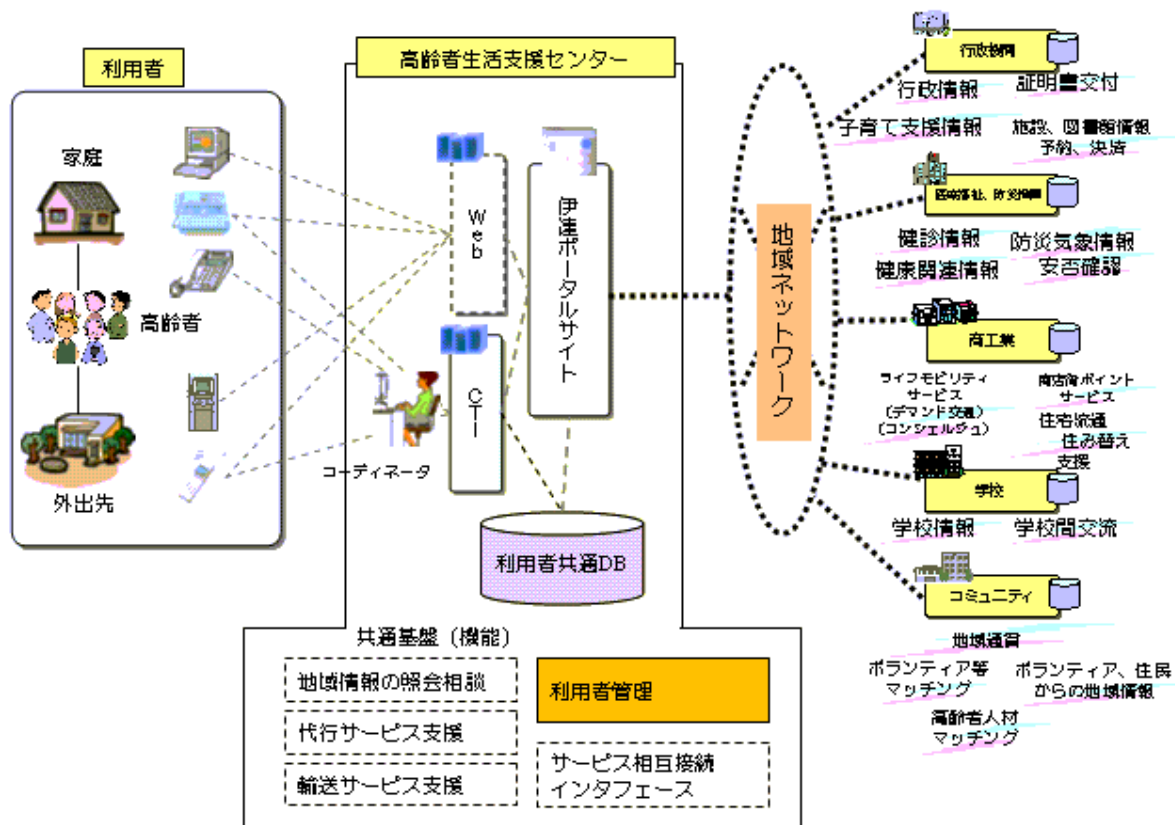 利用者
家庭
高齢者
外出先
高齢者生活支援センター
Web
伊達ポータルサイト
CTI
コーディネータ
利用者共通DB
共通基盤（機能）
地域情報の照会相談
代行サービス支援
輸送サービス支援
利用者管理
サービス相互接続
インタフェース
地域ネットワーク
行政機関
行政情報
証明書交付
子育て支援情報
施設、図書館情報
予約、決済
医療福祉、防災機関
健診情報
健康関連情報
防災気象情報
安否確認
商工業
ライフモビリティ
サービス
(デマンド交通)
(コンシェルジュ)
商店街ポイント
サービス
住宅流通
住み替え
支援
学校
学校情報
学校間交流
コミュニティ
地域通貨
ボランティア等
マッチング
ボランティア、住民
からの地域情報
高齢者人材
マッチング